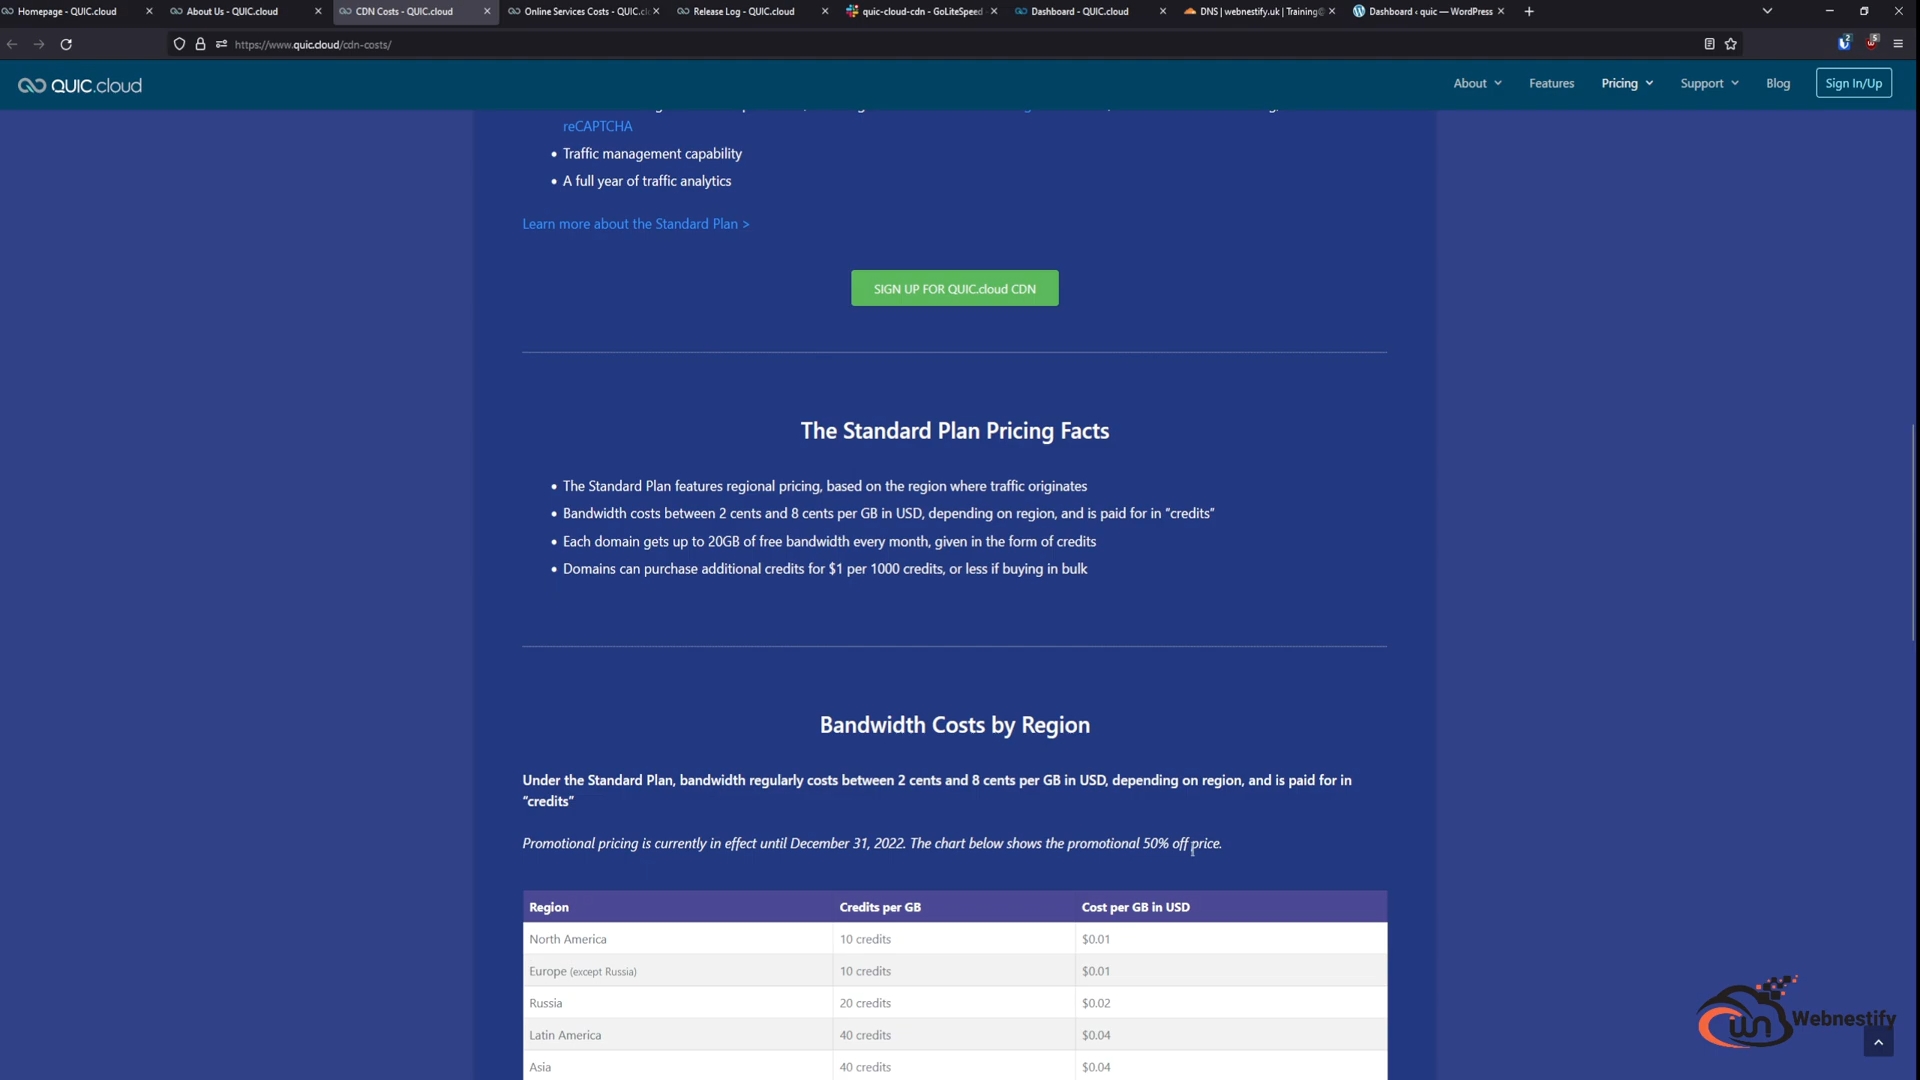 Homepage - QUIC.cloud
About Us - QUIC.cloud
CDN Costs - QUIC.cloud
Online Services Costs - QUIC.cl
Release Log - QUIC.cloud
quic-cloud-cdn - GoLiteSpeed
Dashboard - QUIC.cloud
DNS | webnestify.uk | Training@
Dashboard ‹ quic — WordPress
https://www.quic.cloud/cdn-costs/
2
5
QUIC.cloud
About
Features
Pricing
Support
Blog
Sign In/Up
reCAPTCHA
• Traffic management capability
• A full year of traffic analytics
Learn more about the Standard Plan >
SIGN UP FOR QUIC.cloud CDN
The Standard Plan Pricing Facts
• The Standard Plan features regional pricing, based on the region where traffic originates
• Bandwidth costs between 2 cents and 8 cents per GB in USD, depending on region, and is paid for in “credits”
• Each domain gets up to 20GB of free bandwidth every month, given in the form of credits
• Domains can purchase additional credits for $1 per 1000 credits, or less if buying in bulk
Bandwidth Costs by Region
Under the Standard Plan, bandwidth regularly costs between 2 cents and 8 cents per GB in USD, depending on region, and is paid for in
“credits”
Promotional pricing is currently in effect until December 31, 2022. The chart below shows the promotional 50% off price.
Region Credits per GB Cost per GB in USD
North America 10 credits $0.01
Europe (except Russia) 10 credits $0.01
Russia 20 credits $0.02
Latin America 40 credits $0.04
Asia 40 credits $0.04
Webnestify